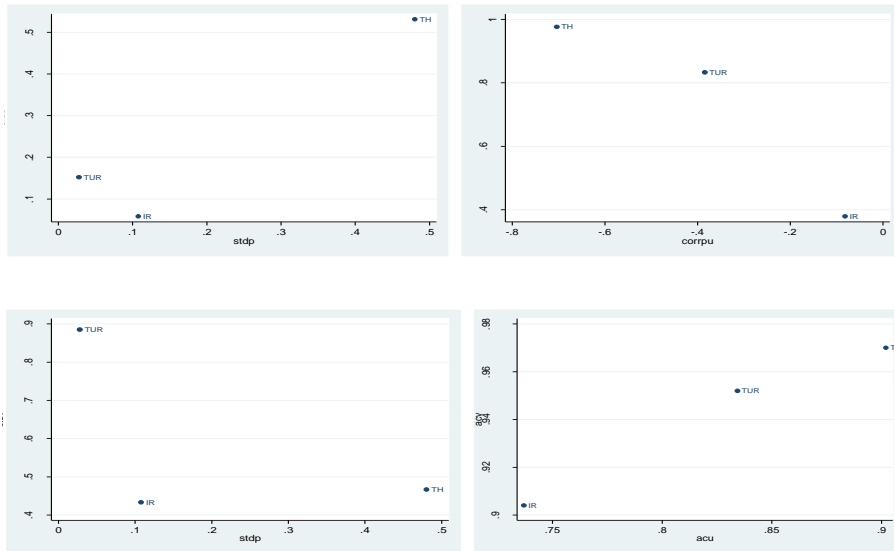 .5
.4
.3
.2
.1
TH
TUR
IR
0 .1 .2 .3 .4 .5
stdp
1
.8
.6
.4
TH
TUR
IR
-.8 -.6 -.4 -.2 0
corrpu
.9
.8
.7
.6
.5
.4
TUR
IR
TH
0 .1 .2 .3 .4 .5
stdp
acy
.98
.96
.94
.92
.9
T
TUR
IR
.75 .8 .85 .9
acu